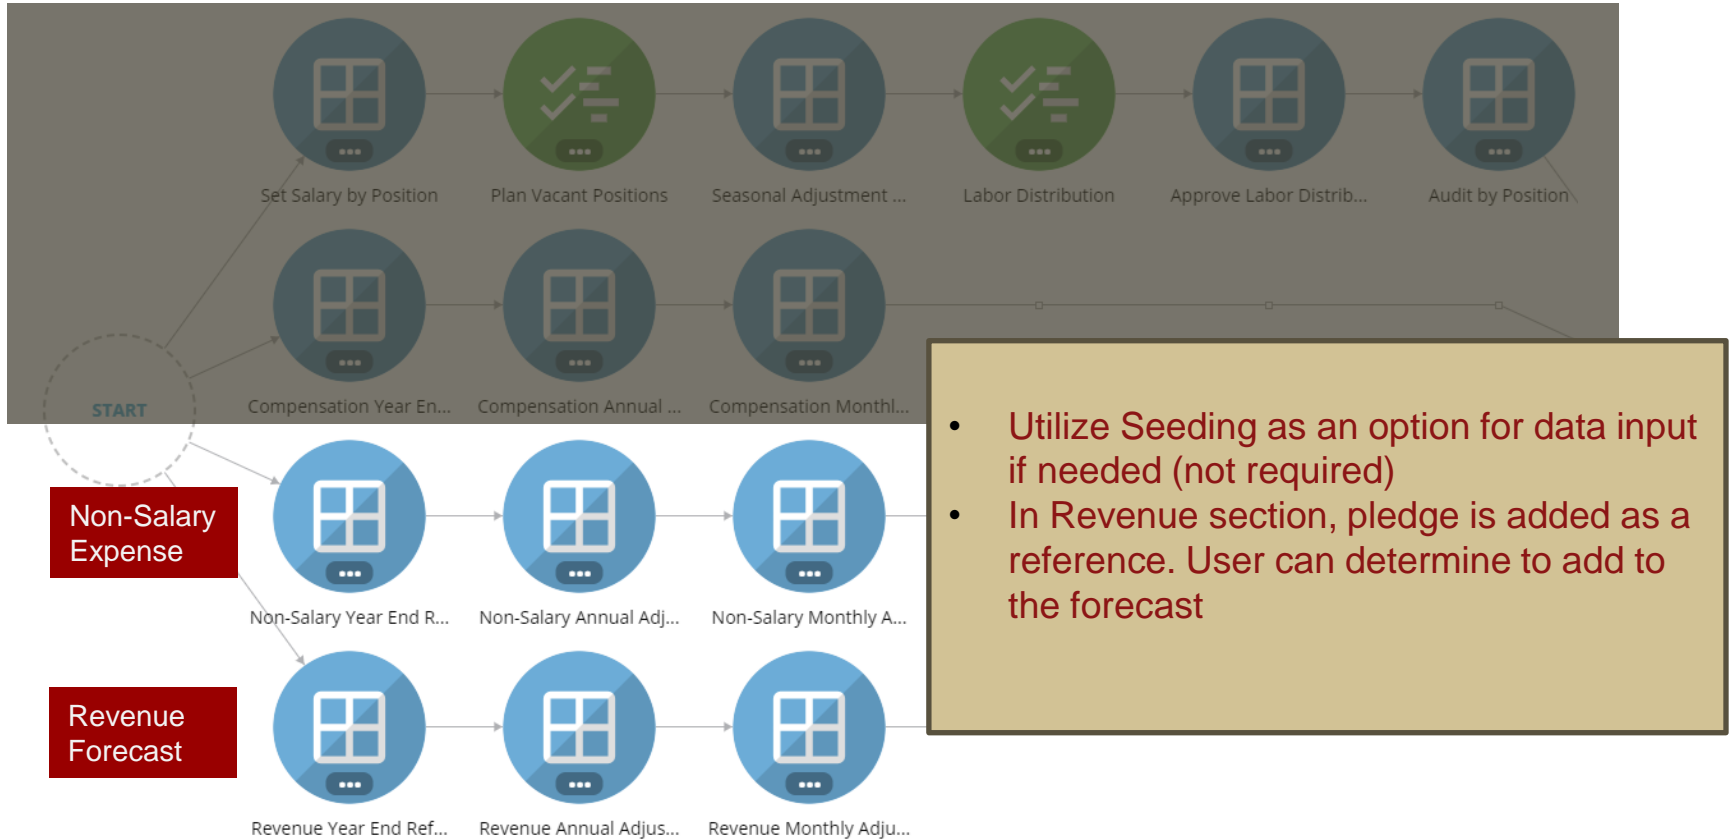 Set Salary by Position
Plan Vacant Positions
Seasonal Adjustment ...
Labor Distribution
Approve Labor Distrib...
Audit by Position
START
Compensation Year En...
Compensation Annual ...
Compensation Monthl...
• Utilize Seeding as an option for data input
if needed (not required)
• In Revenue section, pledge is added as a
reference. User can determine to add to
the forecast
Non-Salary
Expense
Non-Salary Year End R...
Non-Salary Annual Adj...
Non-Salary Monthly A...
Revenue
Forecast
Revenue Year End Ref...
Revenue Annual Adjus...
Revenue Monthly Adju...